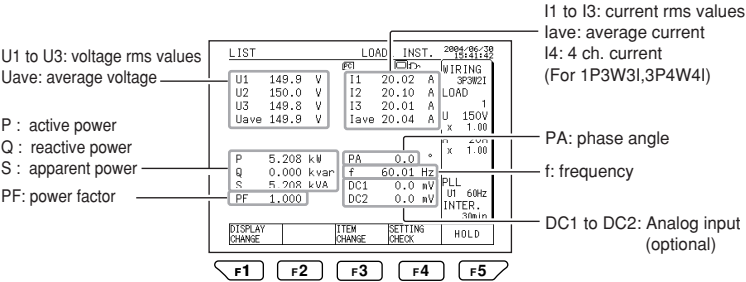 I1 to I3: current rms values
Iave: average current
I4: 4 ch. current
(For 1P3W3I,3P4W4I)
U1 to U3: voltage rms values
Uave: average voltage
P : active power
Q : reactive power
S : apparent power
PF: power factor
PA: phase angle
f: frequency
DC1 to DC2: Analog input
(optional)
LIST LOAD INST. 2004/06/30
15:41:42
U1 149.9 V I1 20.02 A
U2 150.0 V I2 20.10 A
U3 149.8 V I3 20.01 A
Uave 149.9 V Iave 20.04 A
WIRING
3P3W2I
LOAD
1
U 150V
x 1.00
20A
x 1.00
P 5.208 kW PA 0.0 °
Q 0.000 kvar f 60.01 Hz
S 5.208 kVA DC1 0.0 mV
PF 1.000 DC2 0.0 mV
PLL
U1 60Hz
INTER.
30min
DISPLAY CHANGE
ITEM CHANGE
SETTING CHECK
HOLD
F1 F2 F3 F4 F5